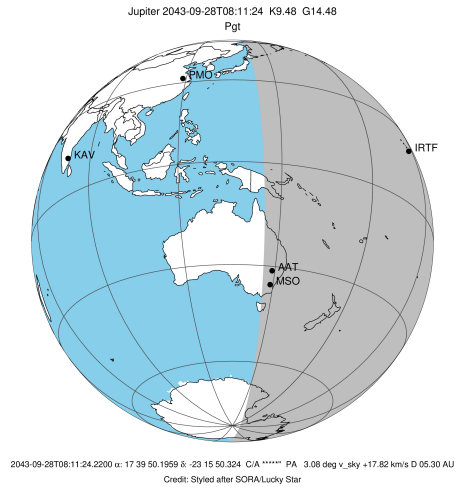 Jupiter 2043-09-28T08:11:24 K9.48 G14.48
Pgt
PMO
IRTF
KAV
AAT
MSO
2043-09-28T08:11:24.2200 α: 17 39 50.1959 δ: -23 15 50.324 C/A *****" PA 3.08 deg v_sky +17.82 km/s D 05.30 AU
Credit: Styled after SORA/Lucky Star